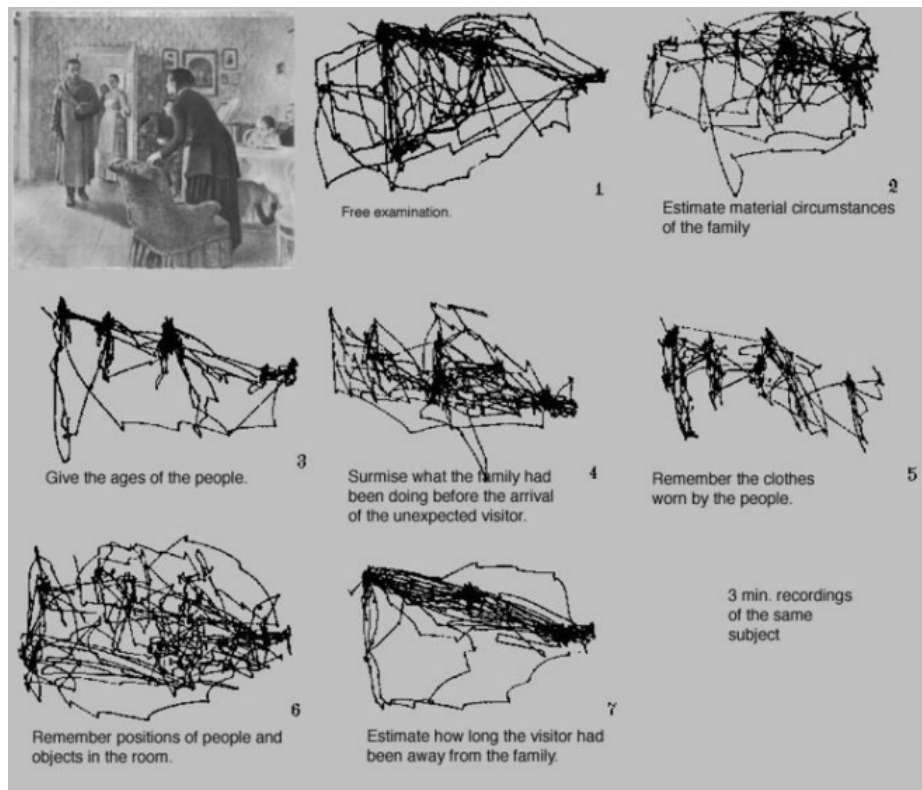 1
Free examination.
2
Estimate material circumstances
of the family
3
Give the ages of the people.
4
Surmise what the family had
been doing before the arrival
of the unexpected visitor.
5
Remember the clothes
worn by the people.
6
Remember positions of people and
objects in the room.
7
Estimate how long the visitor had
been away from the family.
3 min. recordings
of the same
subject